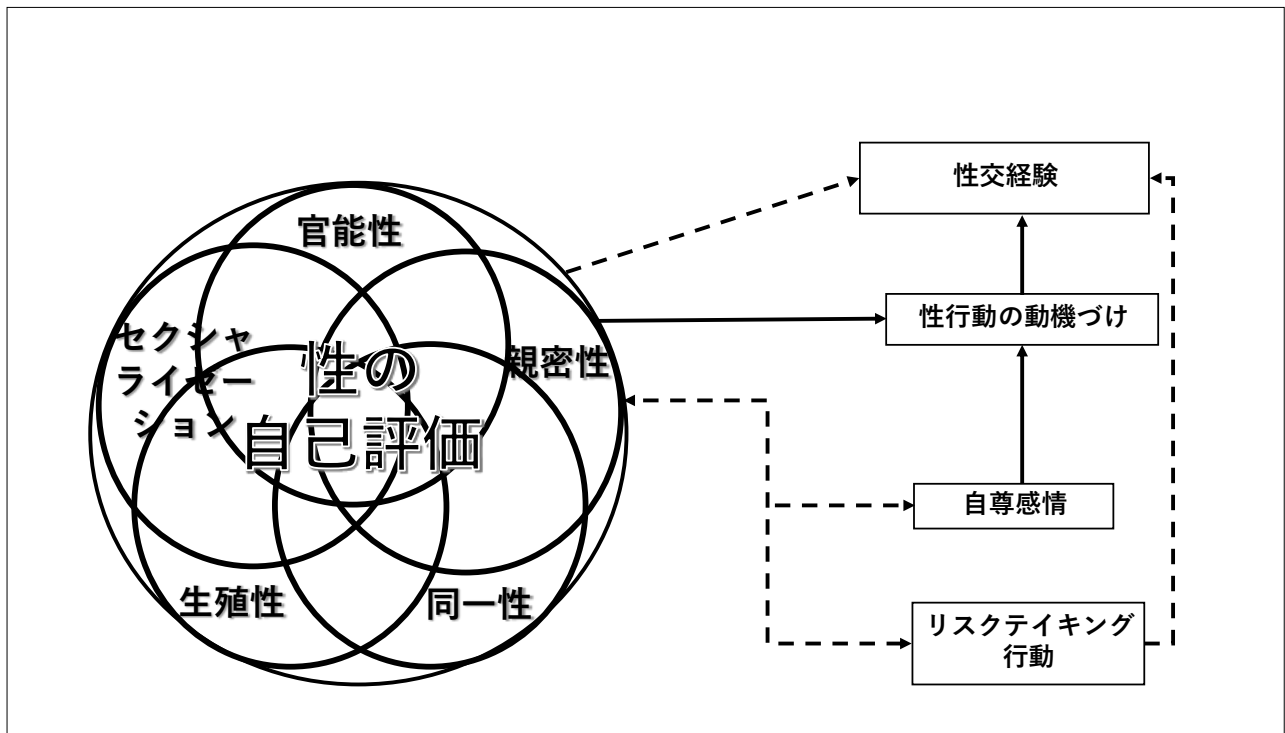 官能性
セクシャ
ライゼー
ション
性の
自己評価
親密性
生殖性
同一性
性交経験
性行動の動機づけ
自尊感情
リスクテイキング
行動